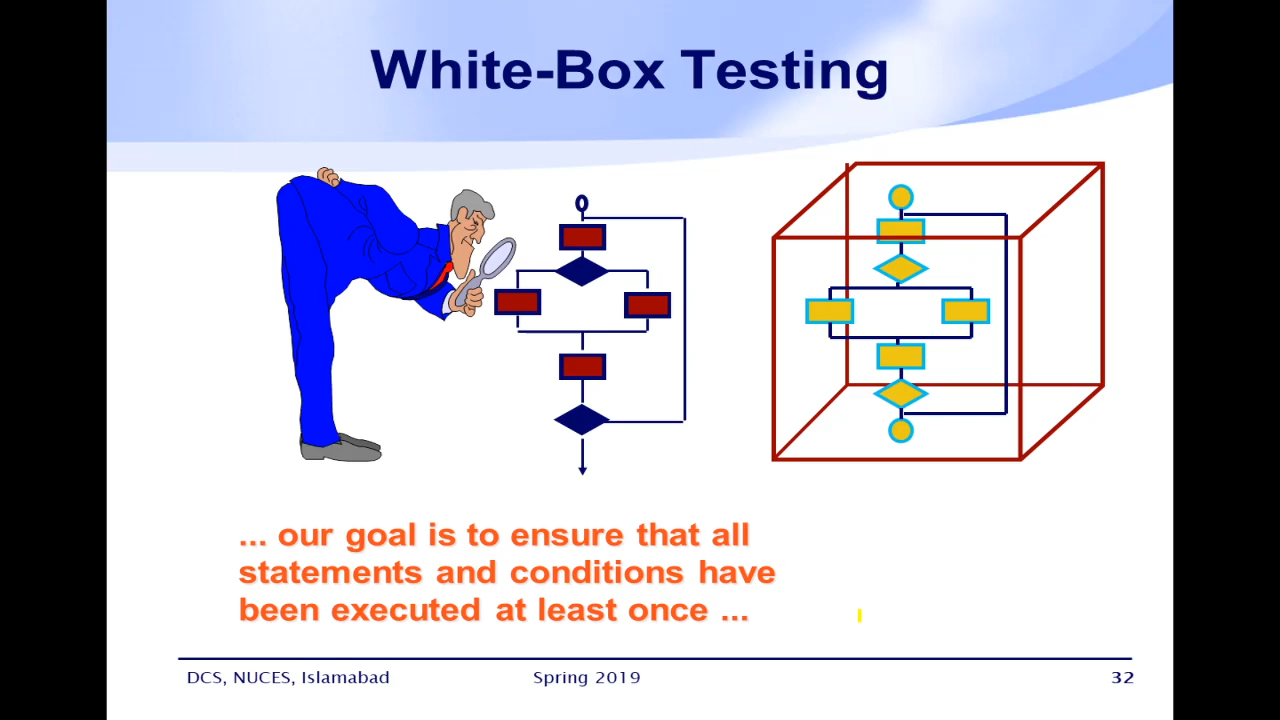 White-Box Testing
... our goal is to ensure that all
statements and conditions have
been executed at least once ...
DCS, NUCES, Islamabad Spring 2019 32